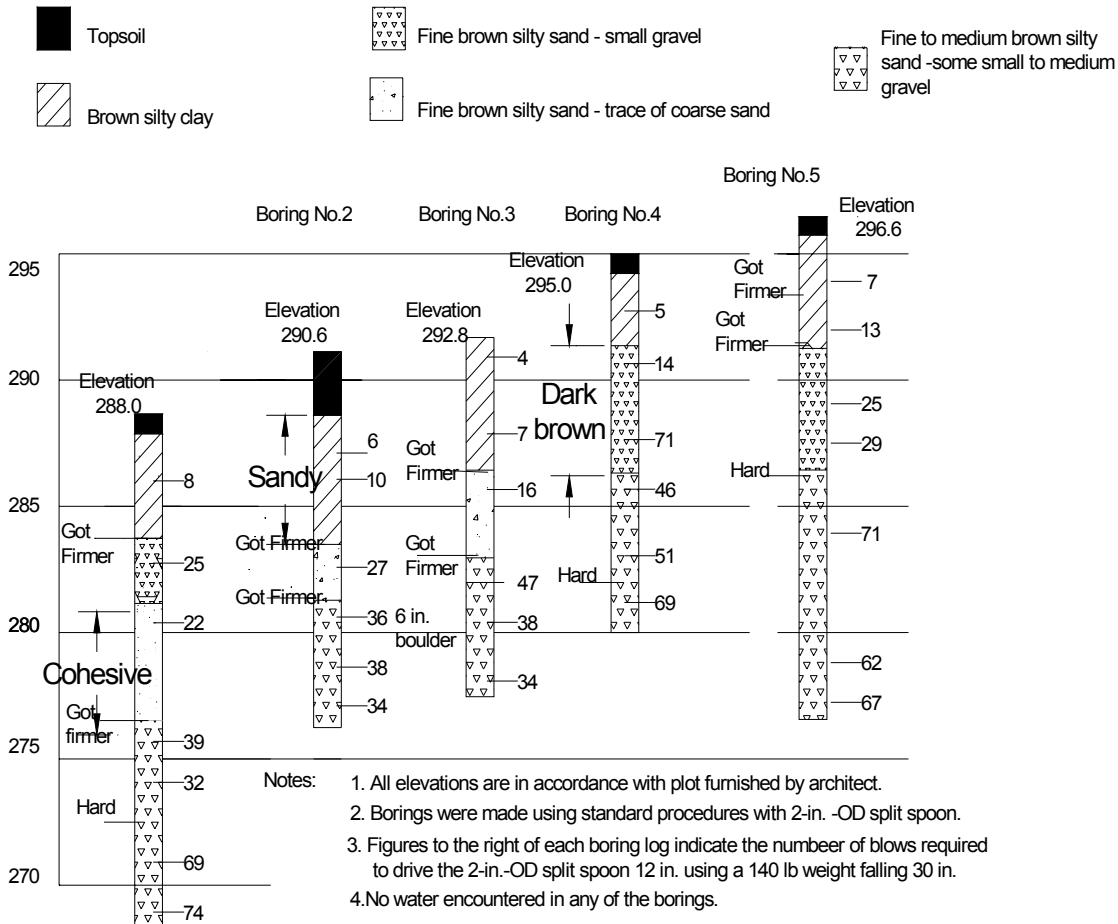 Topsoil
Fine brown silty sand - small gravel
Fine to medium brown silty
sand -some small to medium
gravel
Brown silty clay
Fine brown silty sand - trace of coarse sand
Boring No.5
Boring No.2
Boring No.3
Boring No.4
Elevation
296.6
295
Elevation
295.0
Got
Firmer
7
5
Elevation
290.6
Elevation
292.8
Got
Firmer
13
4
14
290
Elevation
288.0
Dark
brown
25
6
7
71
29
Sandy
Got
Firmer
Hard
8
10
16
46
285
Got
Firmer
Got Firmer
Got
Firmer
71
25
27
51
47
Hard
Got Firmer
69
22
36
6 in.
boulder
38
280
Cohesive
38
34
62
Got
firmer
34
67
39
275
32
Hard
69
270
74
Notes:
1. All elevations are in accordance with plot furnished by architect.
2. Borings were made using standard procedures with 2-in. -OD split spoon.
3. Figures to the right of each boring log indicate the numbeer of blows required
to drive the 2-in.-OD split spoon 12 in. using a 140 lb weight falling 30 in.
4.No water encountered in any of the borings.